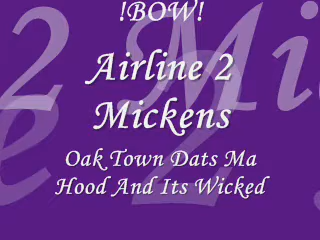 !BOW!
Airline 2
Mickens
Oak Town Dats Ma
Hood And Its Wicked